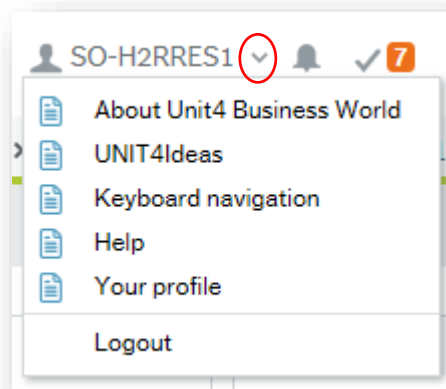 SO-H2RRES1 7
About Unit4 Business World
UNIT4Ideas
Keyboard navigation
Help
Your profile
Logout